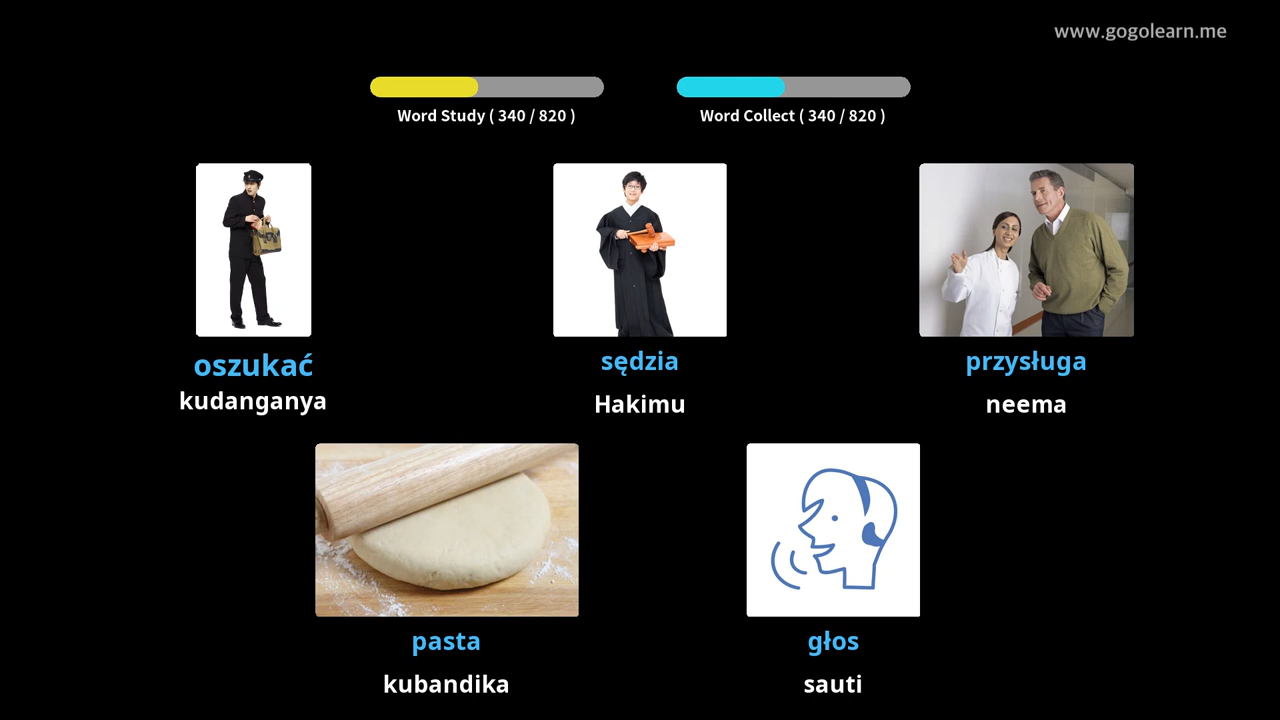 www.gogolearn.me
Word Study ( 340 / 820 )
Word Collect ( 340 / 820 )
oszukać
kudanganya
sędzia
Hakimu
przysługa
neema
pasta
kubandika
głos
sauti